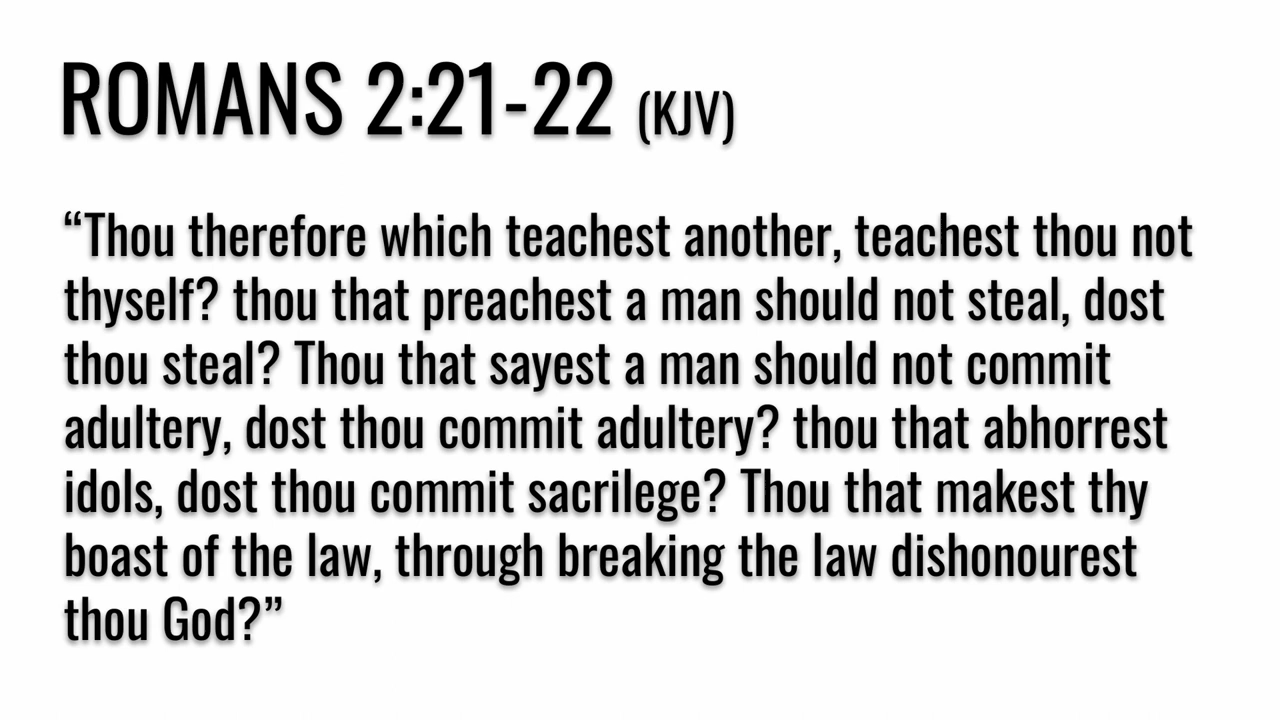 ROMANS 2:21-22 (KJV)
“Thou therefore which teachest another, teachest thou not
thyself? thou that preachest a man should not steal, dost
thou steal? Thou that sayest a man should not commit
adultery, dost thou commit adultery? thou that abhorrest
idols, dost thou commit sacrilege? Thou that makest thy
boast of the law, through breaking the law dishonourest
thou God?”